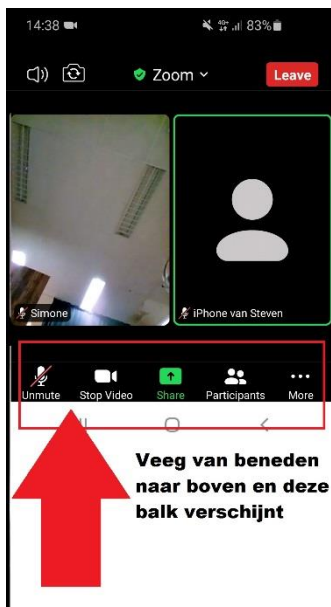 14:38 83%
Zoom Leave
Simone iPhone van Steven
Unmute Stop Video Share Participants More
Veeg van beneden
naar boven en deze
balk verschijnt